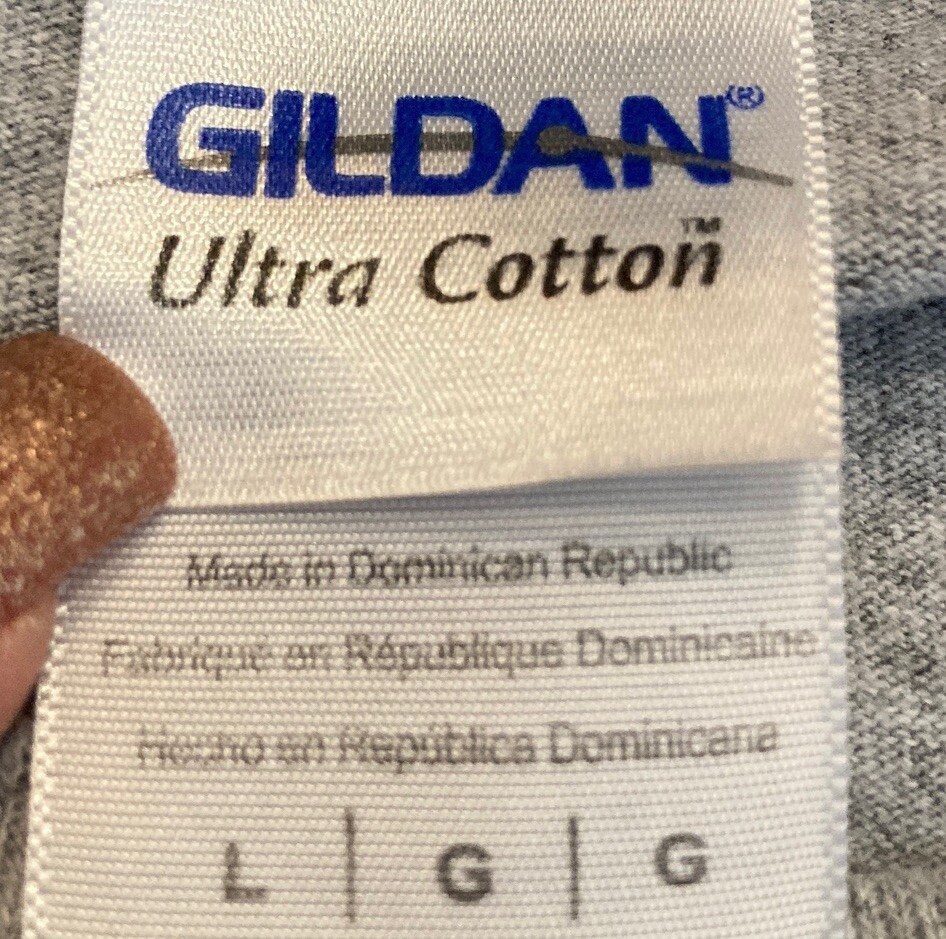 GILDAN®
Ultra Cotton™
Made in Dominican Republic
Fabriqué en République Dominicaine
Hecho en República Dominicana
L | G | G